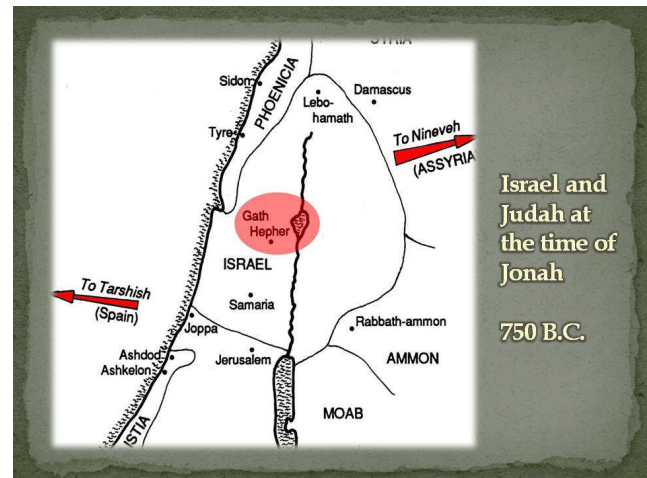 SYRIA
Sidon
PHOENICIA
Damascus
Lebo-
hamath
Tyre
To Nineveh
(ASSYRIA
Gath
Hepher
ISRAEL
To Tarshish
(Spain)
Samaria
Joppa
Rabbath-ammon
Ashdod
Ashkelon
Jerusalem
AMMON
MOAB
ISTIA
Israel and
Judah at
the time of
Jonah
750 B.C.